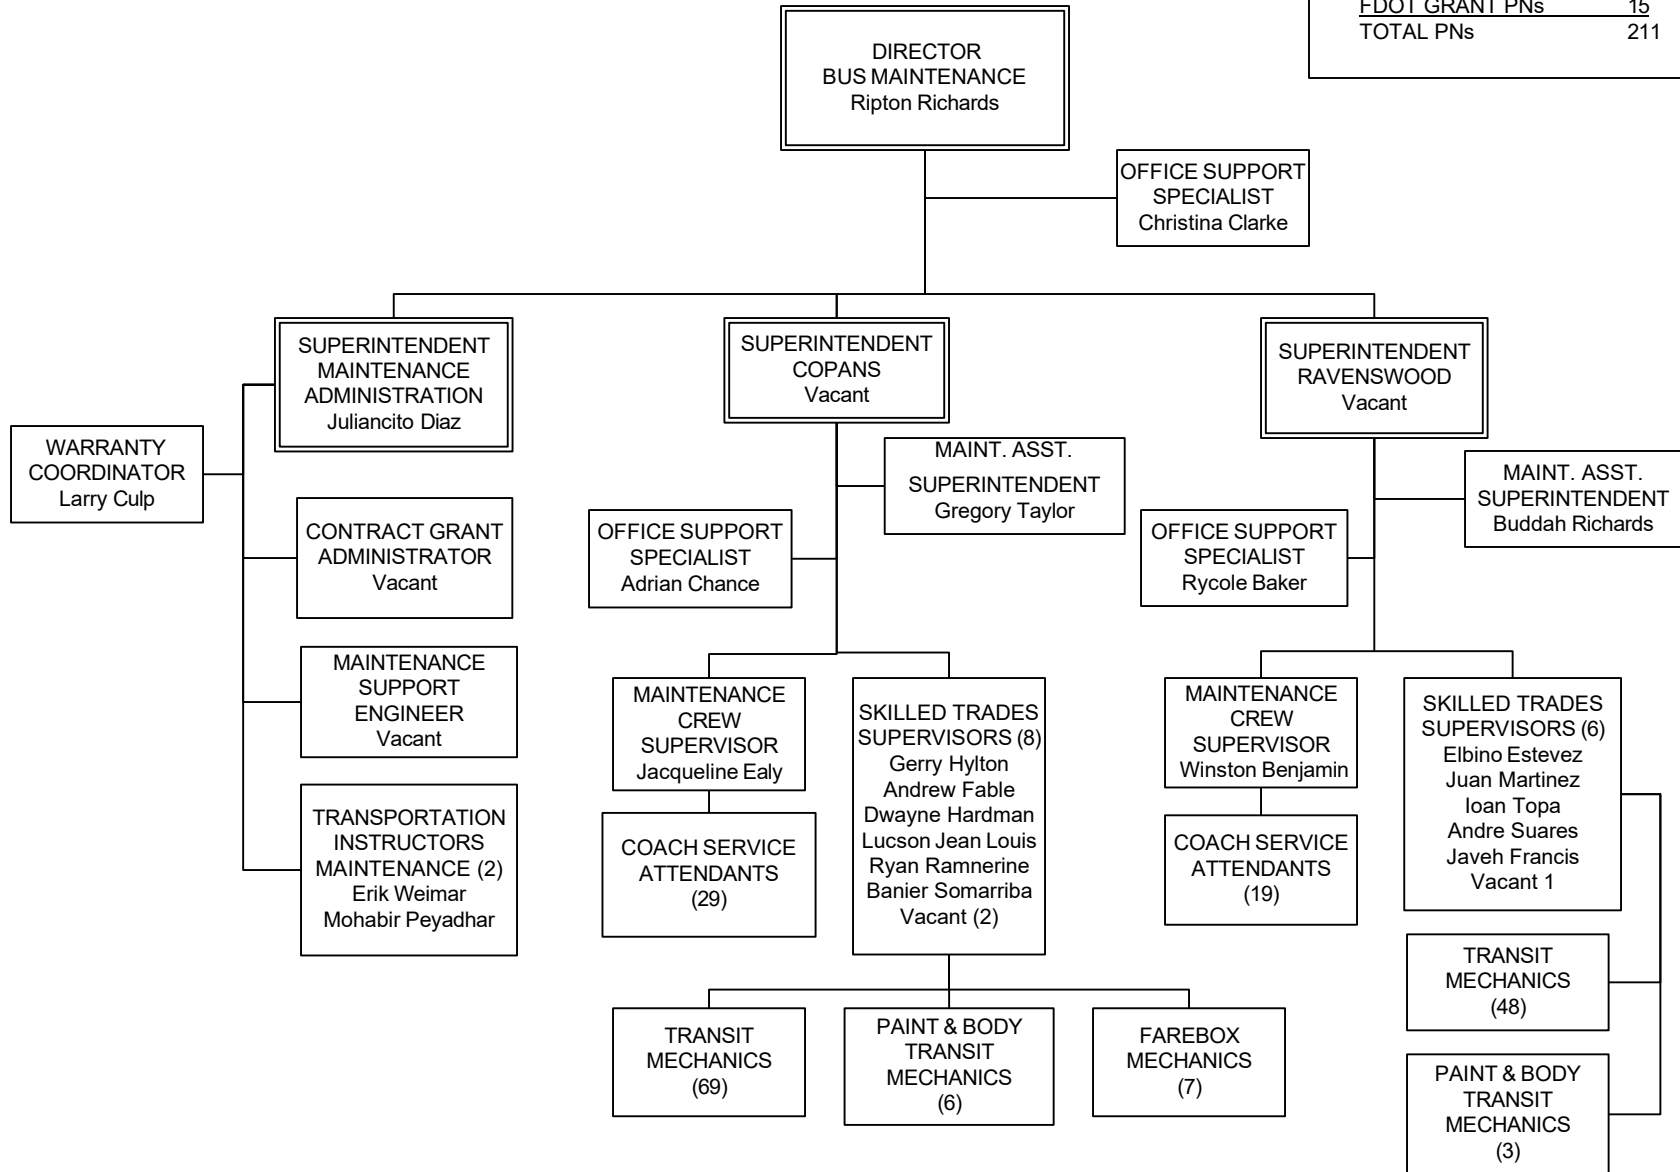 FDOT GRANT PNs 15
TOTAL PNs 211
DIRECTOR
BUS MAINTENANCE
Ripton Richards
OFFICE SUPPORT
SPECIALIST
Christina Clarke
SUPERINTENDENT
MAINTENANCE
ADMINISTRATION
Juliancito Diaz
SUPERINTENDENT
COPANS
Vacant
SUPERINTENDENT
RAVENSWOOD
Vacant
WARRANTY
COORDINATOR
Larry Culp
MAINT. ASST.
SUPERINTENDENT
Gregory Taylor
MAINT. ASST.
SUPERINTENDENT
Buddah Richards
CONTRACT GRANT
ADMINISTRATOR
Vacant
OFFICE SUPPORT
SPECIALIST
Adrian Chance
OFFICE SUPPORT
SPECIALIST
Rycole Baker
MAINTENANCE
SUPPORT
ENGINEER
Vacant
MAINTENANCE
CREW
SUPERVISOR
Jacqueline Ealy
SKILLED TRADES
SUPERVISORS (8)
Gerry Hylton
Andrew Fable
Dwayne Hardman
Lucson Jean Louis
Ryan Ramnerine
Banier Somarriba
Vacant (2)
MAINTENANCE
CREW
SUPERVISOR
Winston Benjamin
SKILLED TRADES
SUPERVISORS (6)
Elbino Estevez
Juan Martinez
Ioan Topa
Andre Suares
Javeh Francis
Vacant 1
TRANSPORTATION
INSTRUCTORS
MAINTENANCE (2)
Erik Weimar
Mohabir Peyadhar
COACH SERVICE
ATTENDANTS
(29)
COACH SERVICE
ATTENDANTS
(19)
TRANSIT
MECHANICS
(48)
TRANSIT
MECHANICS
(69)
PAINT & BODY
TRANSIT
MECHANICS
(6)
FAREBOX
MECHANICS
(7)
PAINT & BODY
TRANSIT
MECHANICS
(3)